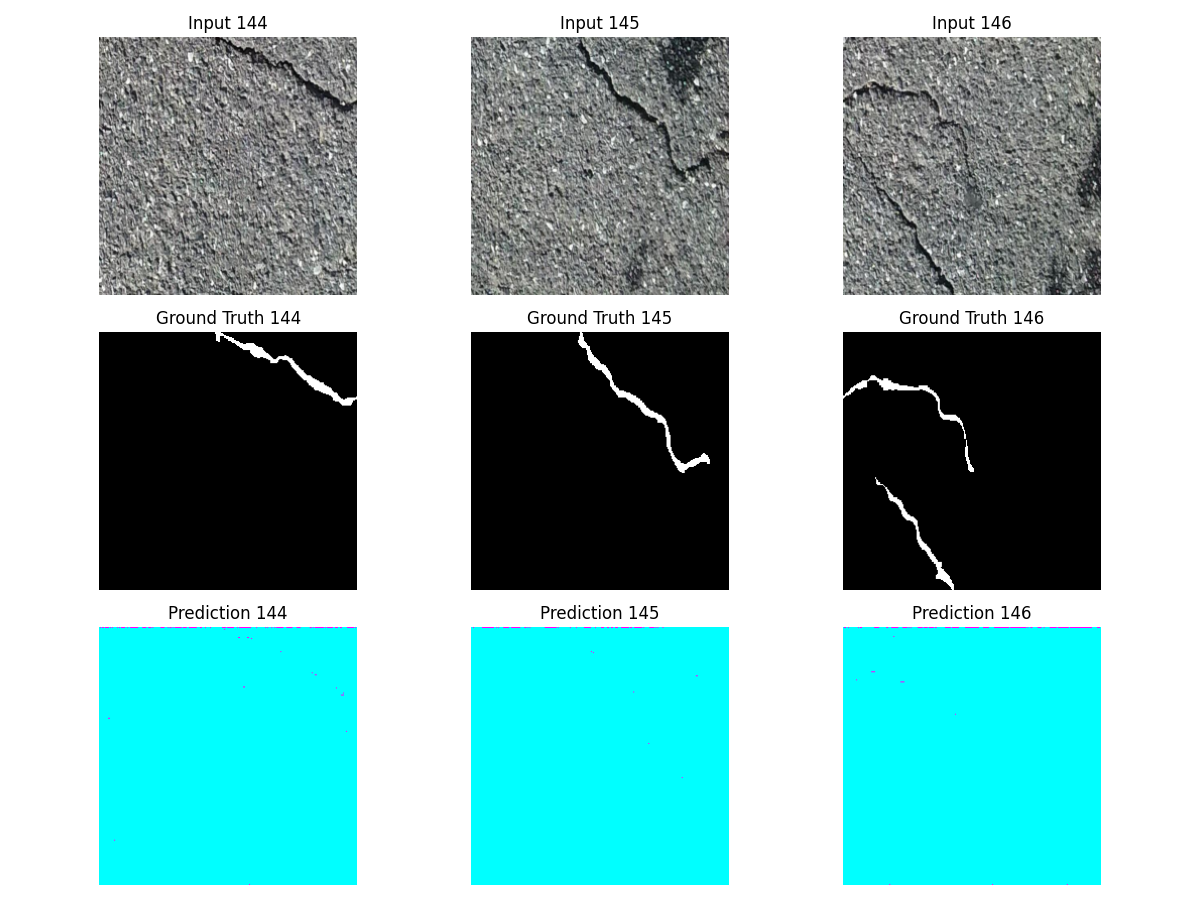 Input 144
Input 145
Input 146
Ground Truth 144
Ground Truth 145
Ground Truth 146
Prediction 144
Prediction 145
Prediction 146